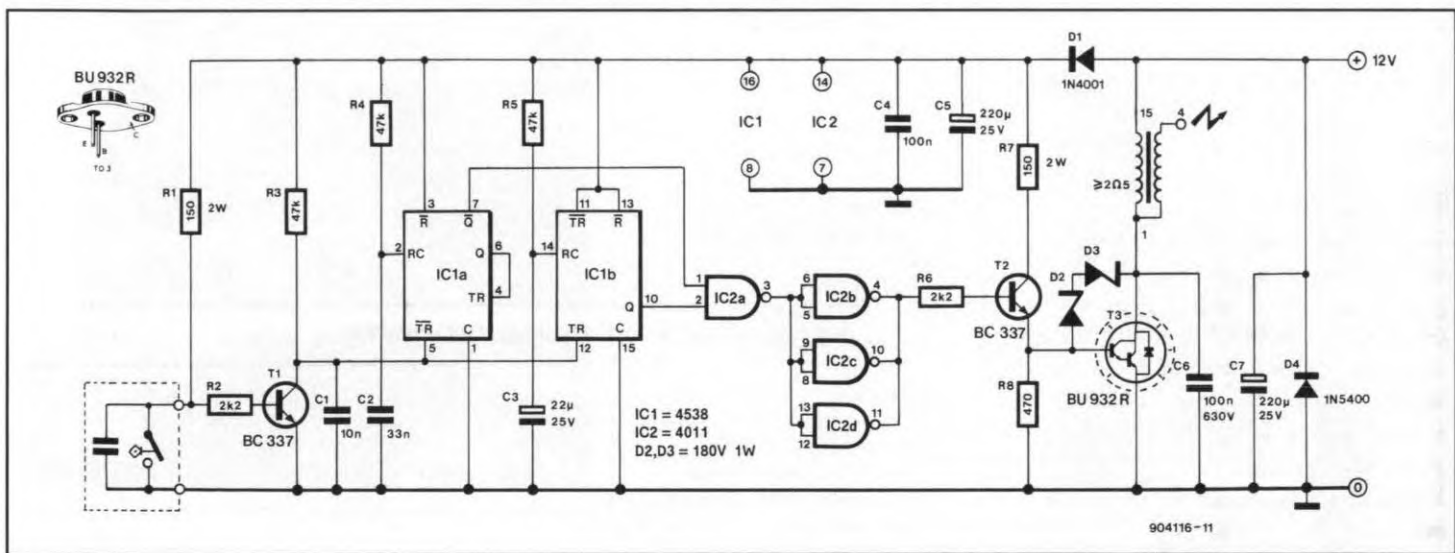 BU 932 R
E
B
C
TO 3
R1
150
2W
R2
2k2
T1
BC 337
R3
47k
C1
10n
C2
33n
R4
47k
3
R
7
Q
2
RC
IC1a
Q
6
TR
4
TR
5
C
1
R5
47k
C3
22µ
25V
11
TR
13
R
14
RC
IC1b
Q
10
TR
12
C
15
IC1 = 4538
IC2 = 4011
D2,D3 = 180V 1W
1
2
IC2a
3
6
5
IC2b
4
9
8
IC2c
10
13
12
IC2d
11
16
14
IC1
IC2
8
7
C4
100n
C5
220µ
25V
R6
2k2
R7
150
2W
T2
BC 337
R8
470
D1
1N4001
D2
D3
T3
BU 932 R
15
4
≥2Ω5
1
C6
100n
630V
C7
220µ
25V
D4
1N5400
+ 12V
0
904116-11